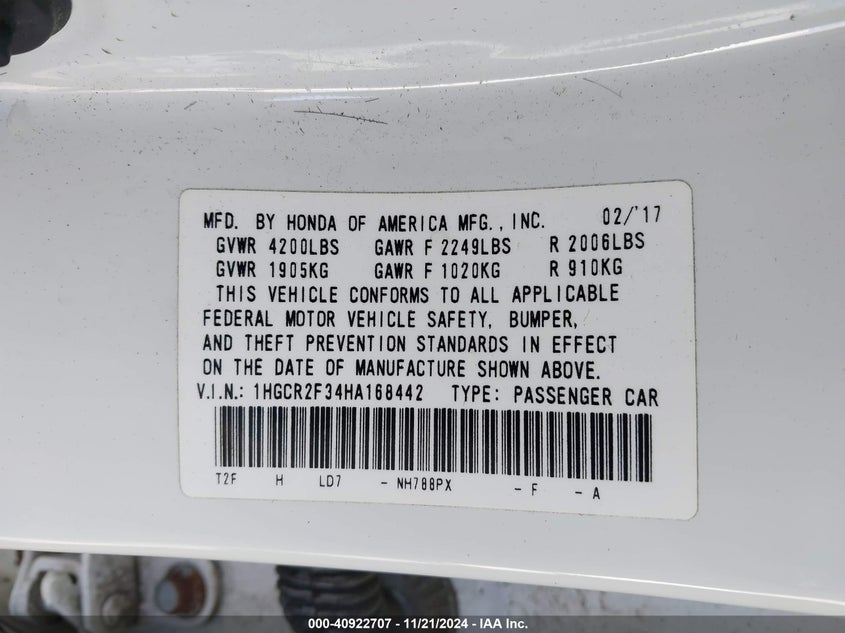 MFD. BY HONDA OF AMERICA MFG., INC. 02/'17
GVWR 4200LBS GAWR F 2249LBS R 2006LBS
GVWR 1905KG GAWR F 1020KG R 910KG
THIS VEHICLE CONFORMS TO ALL APPLICABLE
FEDERAL MOTOR VEHICLE SAFETY, BUMPER,
AND THEFT PREVENTION STANDARDS IN EFFECT
ON THE DATE OF MANUFACTURE SHOWN ABOVE.
V.I.N.: 1HGCR2F34HA168442 TYPE: PASSENGER CAR
T2F H LD7 - NH788PX - F - A
000-40922707 - 11/21/2024 - IAA Inc.